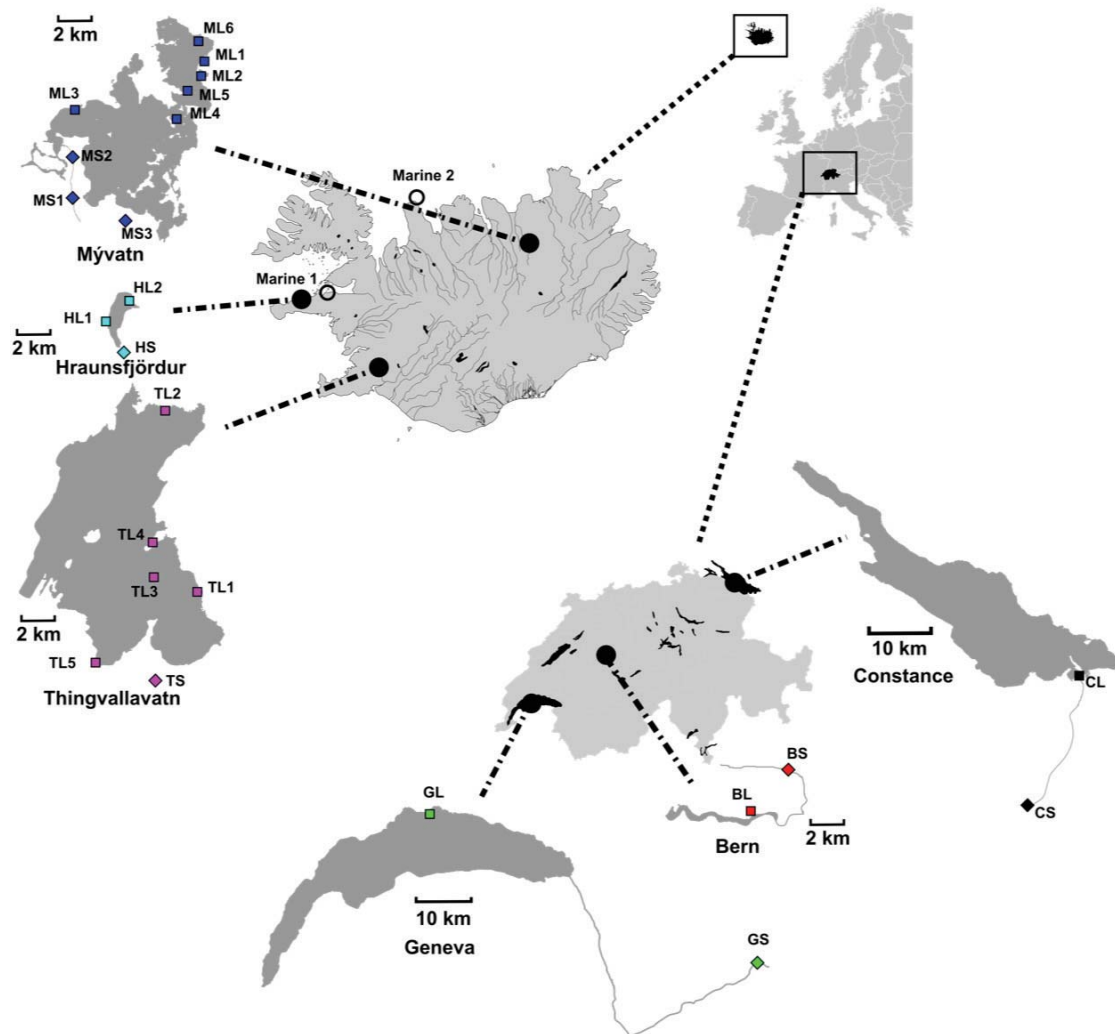 2 km
ML6
ML1
ML2
ML5
ML4
ML3
MS2
MS1
MS3
Mývatn
Marine 2
Marine 1
HL2
HL1
2 km
HS
Hraunsfjördur
TL2
TL4
TL3
TL1
2 km
TL5
TS
Thingvallavatn
10 km
Constance
CL
CS
BS
BL
2 km
Bern
GL
10 km
Geneva
GS